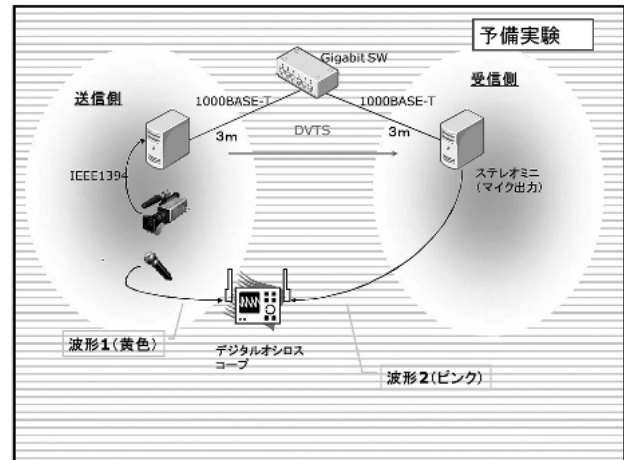 予備実験
Gigabit SW
送信側
受信側
1000BASE-T
1000BASE-T
3m
DVTS
3m
IEEE1394
ステレオミニ
(マイク出力)
波形1(黄色)
デジタルオシロス
コープ
波形2(ピンク)